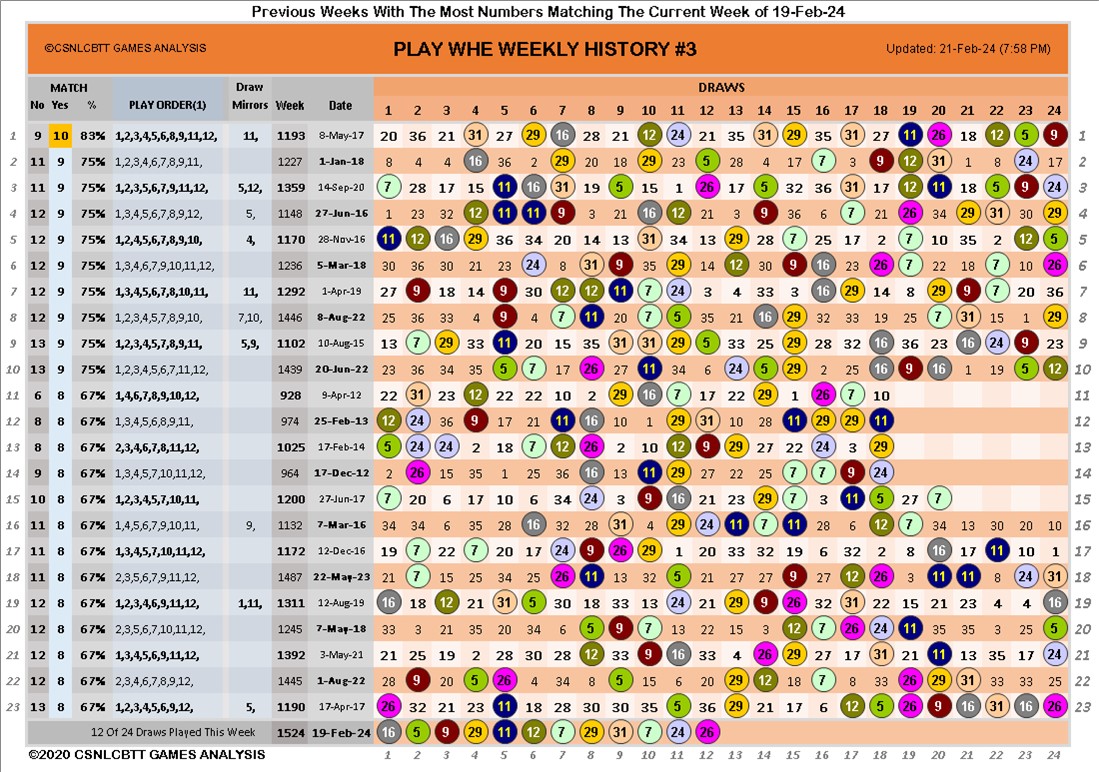 Previous Weeks With The Most Numbers Matching The Current Week of 19-Feb-24
©CSNLCBTT GAMES ANALYSIS PLAY WHE WEEKLY HISTORY #3 Updated: 21-Feb-24 (7:58 PM)
MATCH Draw DRAWS
No Yes % PLAY ORDER(1) Mirrors Week Date 1 2 3 4 5 6 7 8 9 10 11 12 13 14 15 16 17 18 19 20 21 22 23 24
1 9 10 83% 1,2,3,4,5,6,8,9,11,12, 11, 1193 8-May-17 20 36 21 31 27 29 16 28 21 12 24 21 35 31 29 35 31 27 11 26 18 22 5 9 1
2 11 9 75% 1,2,3,4,6,7,8,9,11, 1227 1-Jan-18 8 4 4 16 36 2 29 20 18 29 23 5 28 4 17 7 3 9 12 31 1 8 24 17 2
3 11 9 75% 1,2,3,5,6,7,9,11,12, 5,12, 1359 14-Sep-20 7 28 17 15 11 16 31 19 5 15 1 26 17 5 32 36 31 17 12 11 18 5 9 24 3
4 12 9 75% 1,3,4,5,6,7,8,9,12, 5, 1148 27-Jun-16 1 23 32 12 11 11 9 3 21 16 12 21 3 9 36 6 7 21 26 34 29 31 30 29 4
5 12 9 75% 1,2,4,5,6,7,8,9,10, 4, 1170 28-Nov-16 11 12 16 29 36 34 20 14 13 31 34 13 29 28 7 25 17 2 7 10 35 2 12 5 5
6 12 9 75% 1,3,4,6,7,9,10,11,12, 1236 5-Mar-18 30 36 30 21 23 24 8 31 9 35 29 14 12 30 9 16 23 26 7 22 18 7 10 26 6
7 12 9 75% 1,3,4,5,6,7,8,10,11, 11, 1292 1-Apr-19 27 9 18 14 9 30 12 12 11 7 24 3 4 33 3 16 29 14 8 29 9 7 20 36 7
8 12 9 75% 1,2,3,4,5,7,8,9,10, 7,10, 1446 8-Aug-22 25 36 33 4 9 4 7 11 20 7 5 35 21 16 29 32 33 19 25 7 31 15 1 29 8
9 13 9 75% 1,2,3,4,5,7,8,9,11, 5,9, 1102 10-Aug-15 13 7 29 33 11 20 15 35 31 31 29 5 33 25 29 28 32 16 36 23 16 24 9 23 9
10 13 9 75% 1,2,3,4,5,6,7,11,12, 1439 20-Jun-22 23 36 34 35 5 7 17 26 27 11 34 6 24 5 29 2 25 16 9 16 1 19 5 12 10
11 6 8 67% 1,4,6,7,8,9,10,12, 928 9-Apr-12 22 31 23 12 22 22 10 2 29 16 7 17 22 29 1 26 7 10 11
12 8 8 67% 1,3,4,5,6,8,9,11, 974 25-Feb-13 12 24 36 9 17 21 11 16 10 1 29 31 10 28 11 29 29 11 12
13 8 8 67% 2,3,4,6,7,8,11,12, 1025 17-Feb-14 5 24 24 2 18 7 12 26 2 10 12 9 29 27 22 24 3 29 13
14 9 8 67% 1,3,4,5,7,10,11,12, 964 17-Dec-12 2 26 15 35 1 25 36 16 13 11 29 27 22 25 7 7 9 24 14
15 10 8 67% 1,2,3,4,5,7,10,11, 1200 27-Jun-17 7 20 6 17 10 6 34 24 3 9 16 21 23 29 7 3 11 5 27 7 15
16 11 8 67% 1,4,5,6,7,9,10,11, 9, 1132 7-Mar-16 34 34 6 35 28 16 32 28 31 4 29 24 11 7 11 28 6 12 7 34 13 30 20 10 16
17 11 8 67% 1,3,4,5,7,10,11,12, 1172 12-Dec-16 19 7 22 7 20 17 24 9 26 29 1 20 33 32 19 32 2 8 20 16 17 11 10 1 17
18 11 8 67% 2,3,5,6,7,9,11,12, 1487 22-May-23 21 7 15 25 34 25 26 11 13 32 5 21 27 27 9 17 12 26 3 11 11 8 24 31 18
19 12 8 67% 1,2,3,4,6,9,11,12, 1,11, 1311 12-Aug-19 16 18 12 21 31 5 30 18 33 13 24 21 29 9 26 32 31 22 15 21 23 4 4 16 19
20 12 8 67% 2,3,5,6,7,10,11,12, 1245 7-May-18 33 3 21 35 20 34 6 5 9 7 13 22 15 3 12 7 26 24 11 35 35 3 25 5 20
21 12 8 67% 1,3,4,5,6,9,11,12, 1392 3-May-21 21 25 19 2 28 30 28 12 33 9 16 33 4 26 29 27 17 31 21 11 13 35 17 24 21
22 12 8 67% 2,3,4,6,7,8,9,12, 1445 1-Aug-22 28 9 20 5 26 4 28 21 5 15 6 20 29 12 18 7 8 33 26 29 31 33 33 25 22
23 13 8 67% 1,2,3,4,5,6,9,12, 5, 1190 17-Apr-17 26 32 21 23 11 18 28 30 30 35 5 36 29 21 17 6 12 5 26 9 16 31 16 26 23
12 Of 24 Draws Played This Week 1524 19-Feb-24 16 5 9 29 11 12 7 29 31 7 24 26
©2020 CSNLCBTT GAMES ANALYSIS 1 2 3 4 5 6 7 8 9 10 11 12 13 14 15 16 17 18 19 20 21 22 23 24